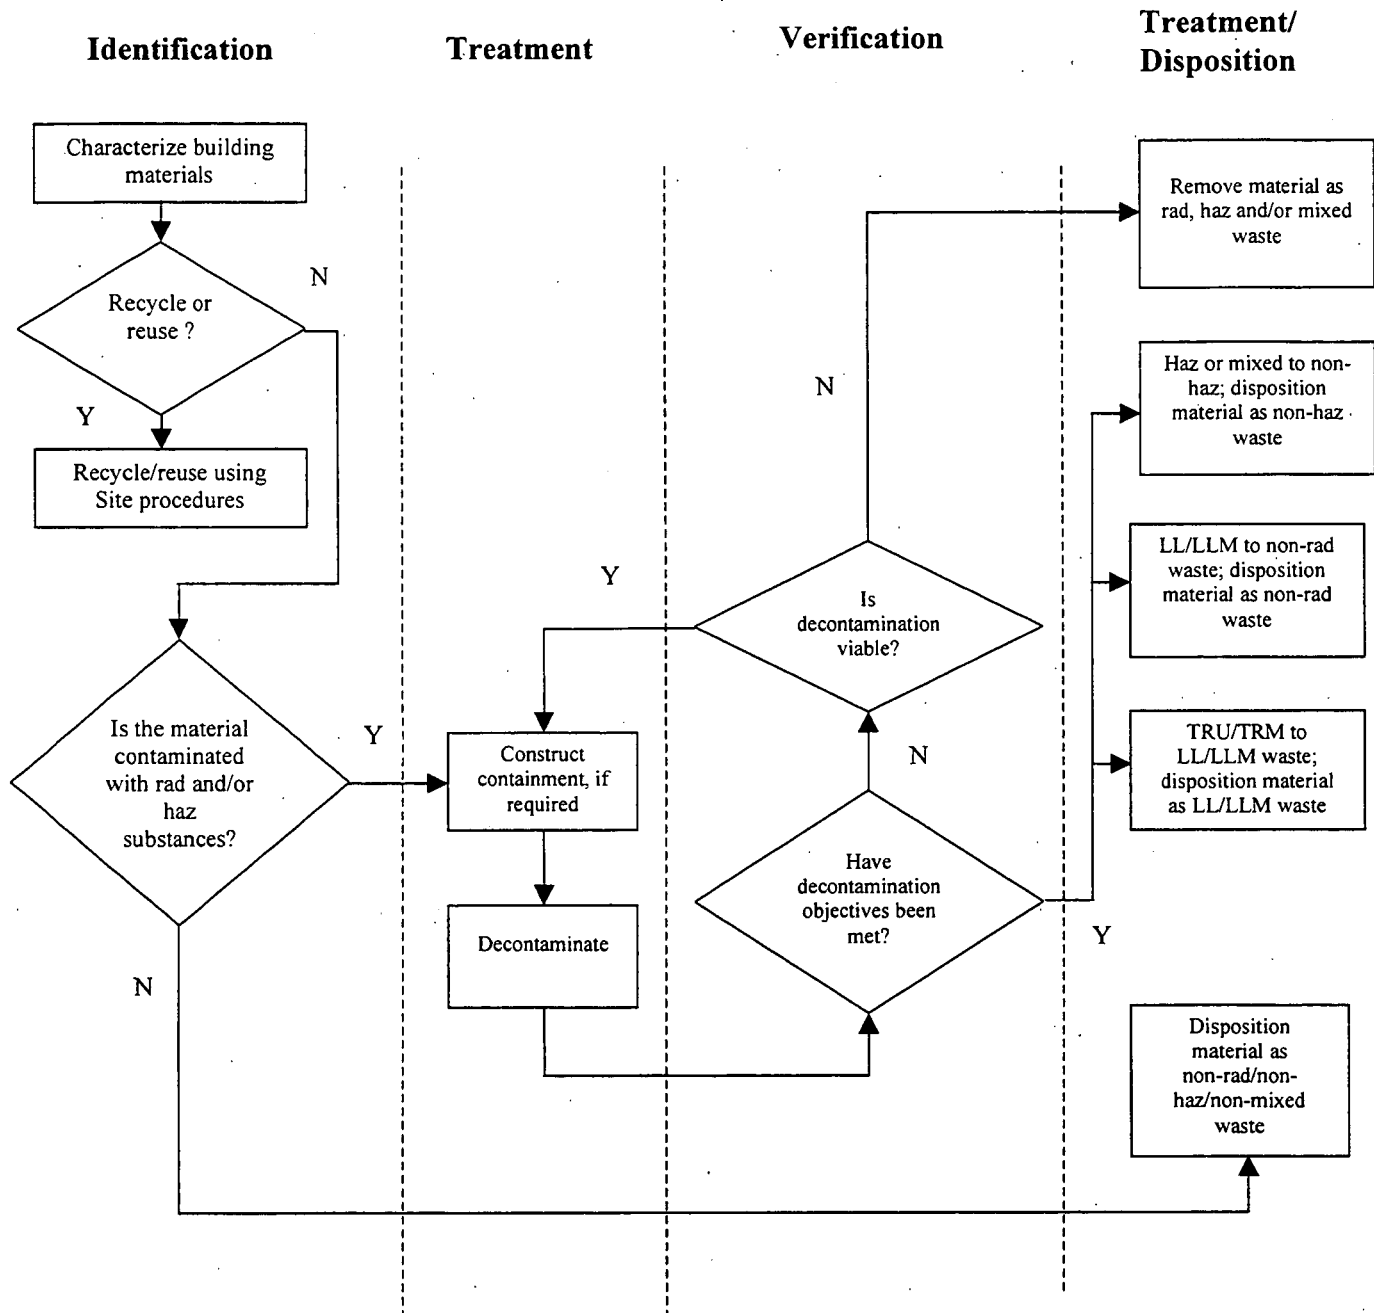 Identification
Treatment
Verification
Treatment/
Disposition
Characterize building
materials
N
Recycle or
reuse ?
Y
Recycle/reuse using
Site procedures
Is the material
contaminated
with rad and/or
haz
substances?
Y
N
Construct
containment, if
required
Decontaminate
Y
N
Is
decontamination
viable?
N
Have
decontamination
objectives been
met?
Y
Remove material as
rad, haz and/or mixed
waste
Haz or mixed to non-
haz; disposition
material as non-haz
waste
LL/LLM to non-rad
waste; disposition
material as non-rad
waste
TRU/TRM to
LL/LLM waste;
disposition material
as LL/LLM waste
Disposition
material as
non-rad/non-
haz/non-mixed
waste